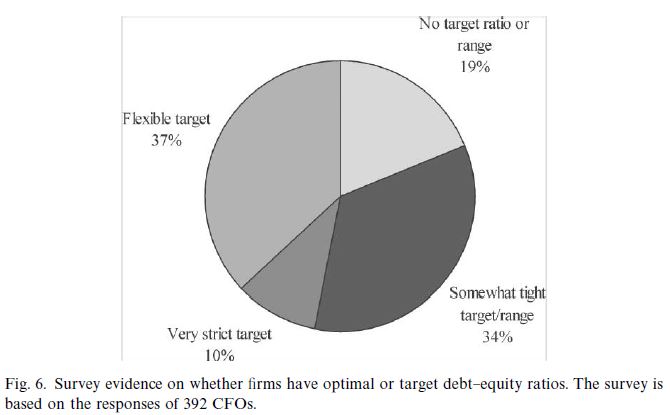 No target ratio or
range
19%
Flexible target
37%
Somewhat tight
target/range
34%
Very strict target
10%
Fig. 6. Survey evidence on whether firms have optimal or target debt–equity ratios. The survey is
based on the responses of 392 CFOs.